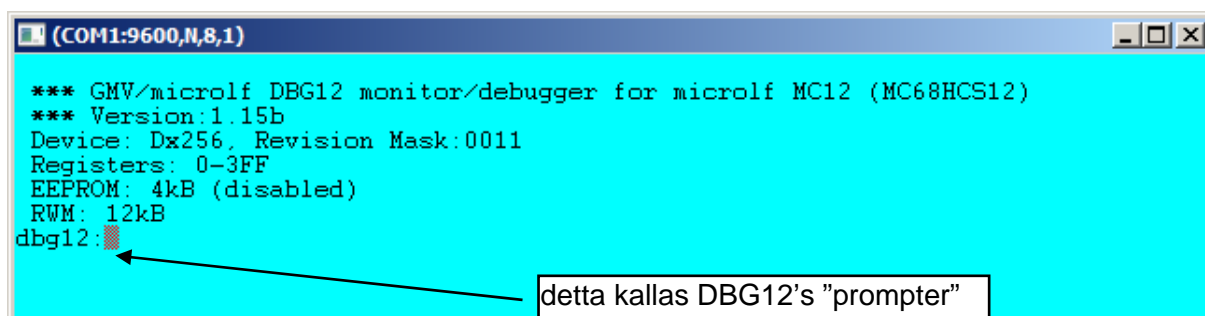 (COM1:9600,N,8,1)
*** GMV/microlf DBG12 monitor/debugger for microlf MC12 (MC68HCS12)
*** Version:1.15b
Device: Dx256, Revision Mask:0011
Registers: 0-3FF
EEPROM: 4kB (disabled)
RWM: 12kB
dbg12:
detta kallas DBG12's ”prompter”